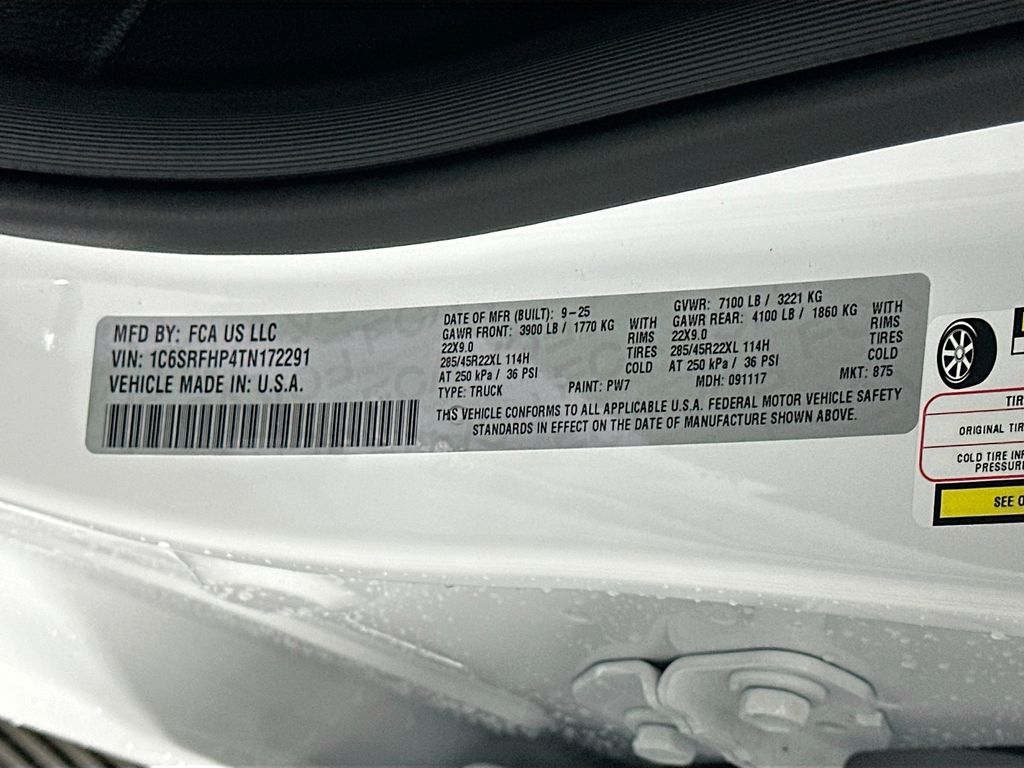 MFD BY: FCA US LLC
VIN: 1C6SRFHP4TN172291
VEHICLE MADE IN: U.S.A.
DATE OF MFR (BUILT): 9-25
GAWR FRONT: 3900 LB / 1770 KG WITH
22X9.0 RIMS
285/45R22XL 114H TIRES
AT 250 kPa / 36 PSI COLD
TYPE: TRUCK PAINT: PW7
GVWR: 7100 LB / 3221 KG
GAWR REAR: 4100 LB / 1860 KG WITH
22X9.0 RIMS
285/45R22XL 114H TIRES
AT 250 kPa / 36 PSI COLD
MDH: 091117 MKT: 875
THIS VEHICLE CONFORMS TO ALL APPLICABLE U.S.A. FEDERAL MOTOR VEHICLE SAFETY
STANDARDS IN EFFECT ON THE DATE OF MANUFACTURE SHOWN ABOVE.
TIR
ORIGINAL TIR
COLD TIRE INF
PRESSUR
SEE O